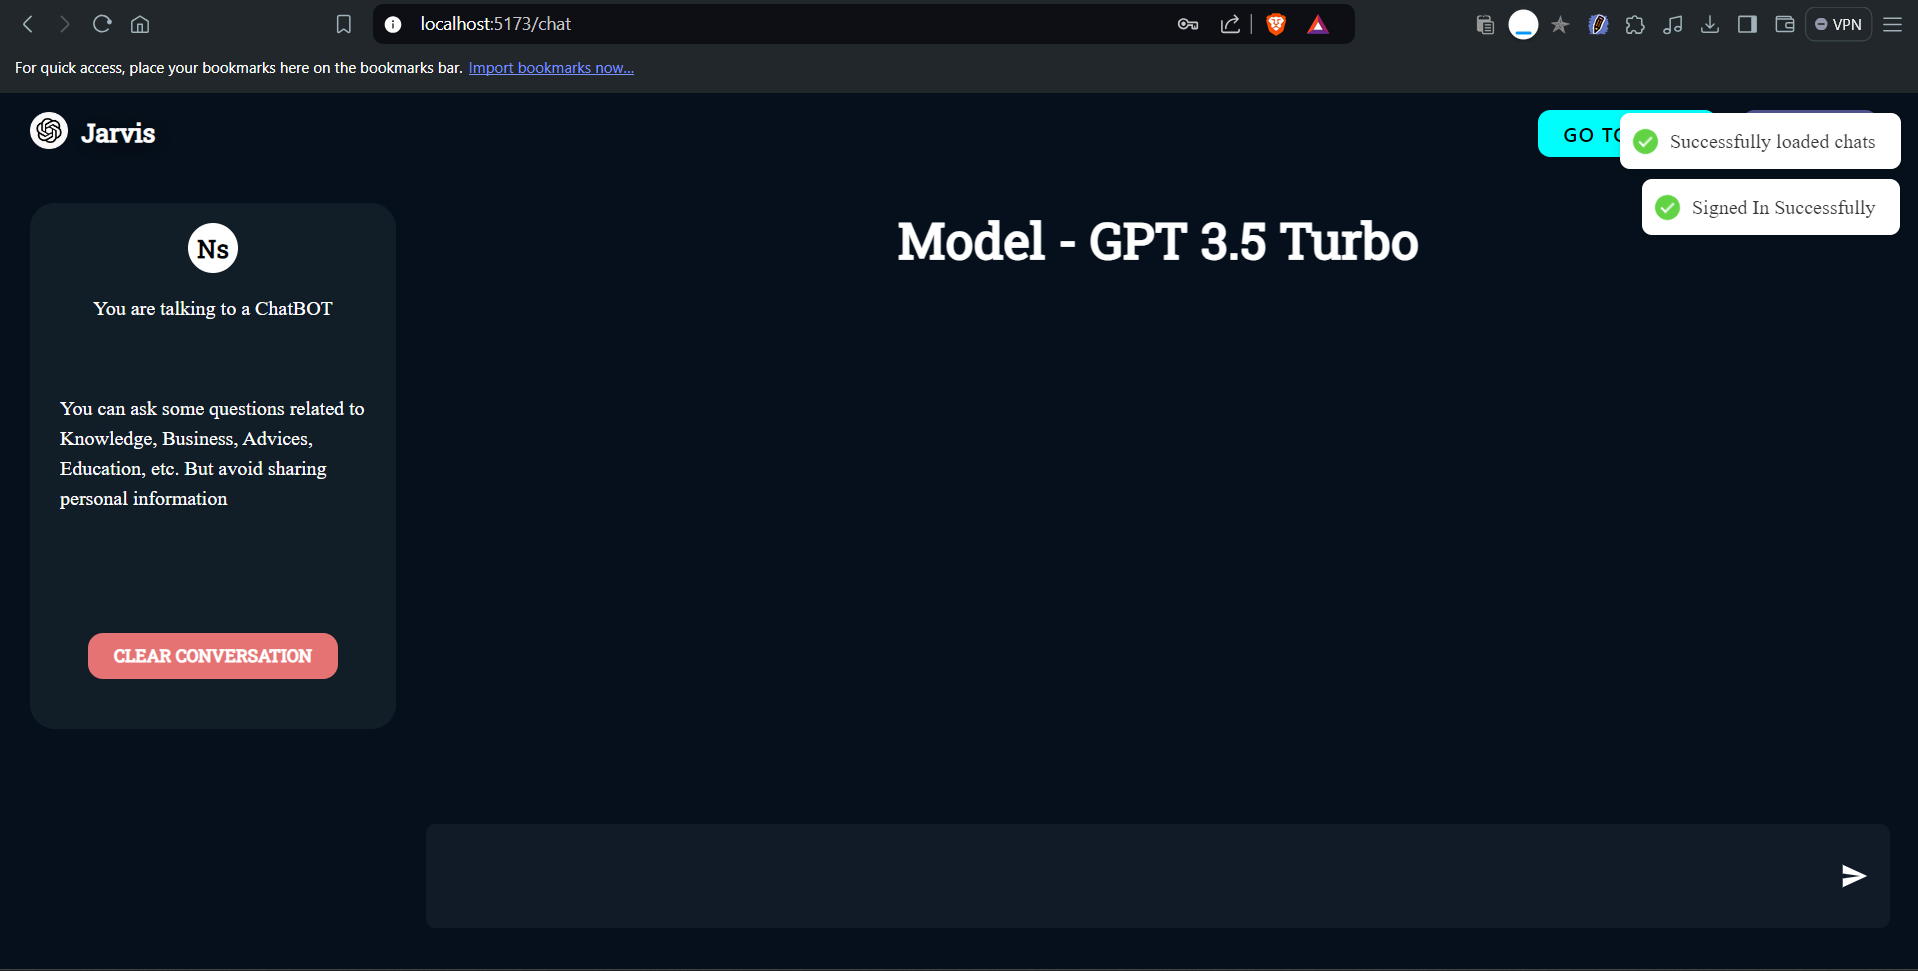 localhost:5173/chat
VPN
For quick access, place your bookmarks here on the bookmarks bar. Import bookmarks now...
Jarvis
GO TO
Successfully loaded chats
Signed In Successfully
Ns
You are talking to a ChatBOT
You can ask some questions related to
Knowledge, Business, Advices,
Education, etc. But avoid sharing
personal information
CLEAR CONVERSATION
Model - GPT 3.5 Turbo